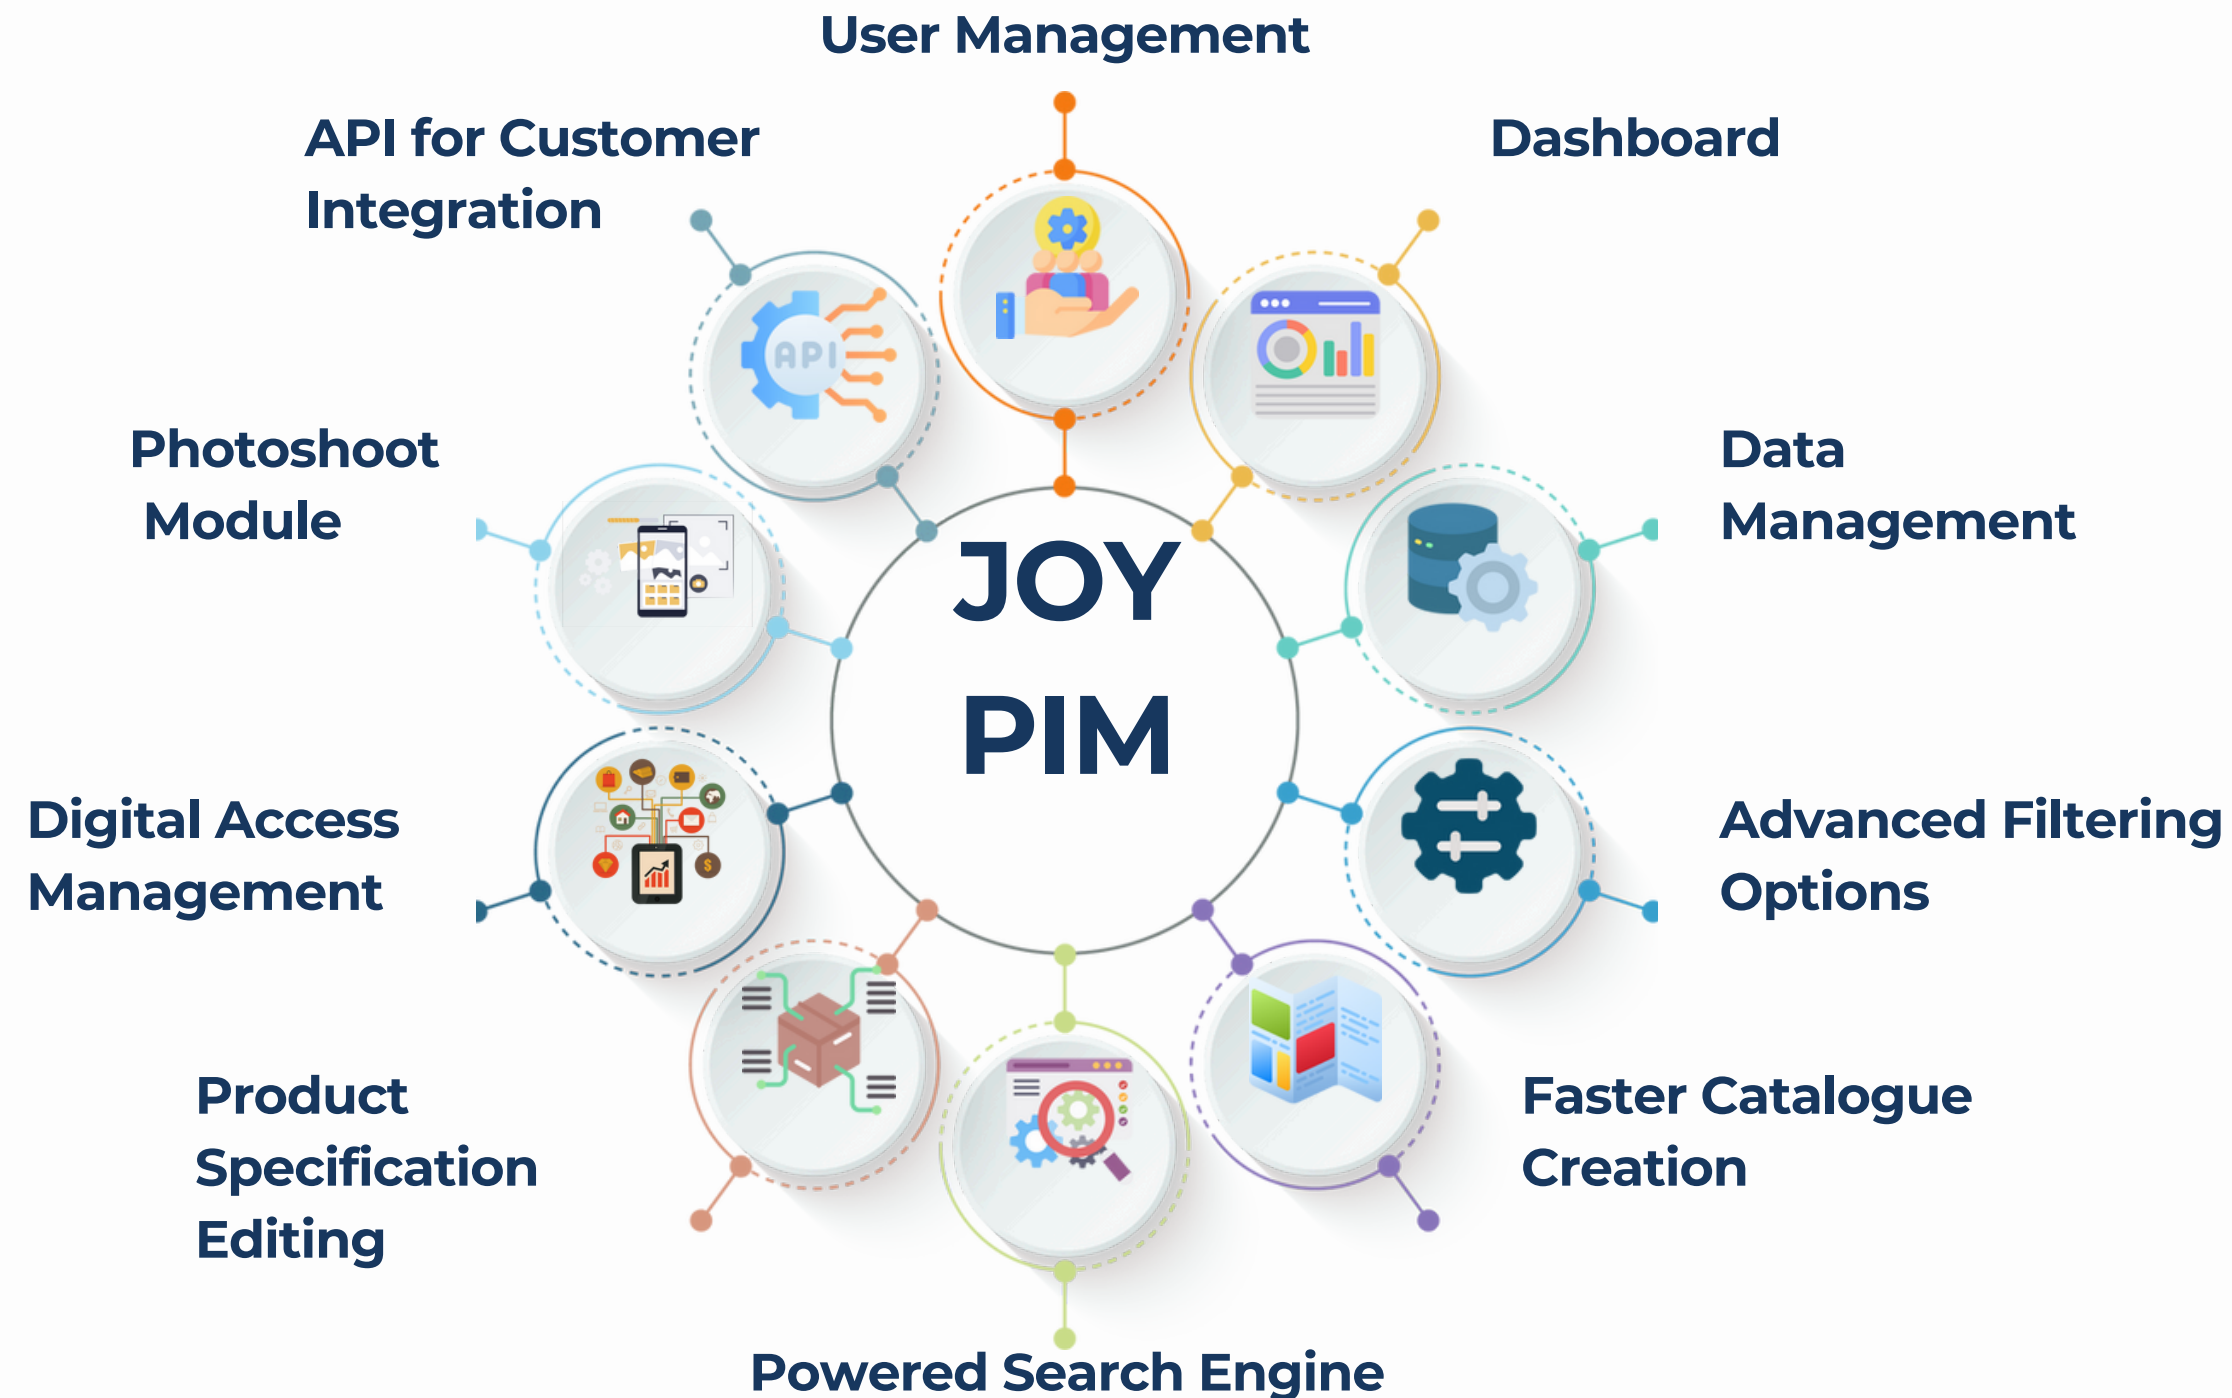 User Management
API for Customer
Integration
Dashboard
API
Photoshoot
Module
Data
Management
JOY
PIM
Digital Access
Management
Advanced Filtering
Options
Product
Specification
Editing
Faster Catalogue
Creation
Powered Search Engine